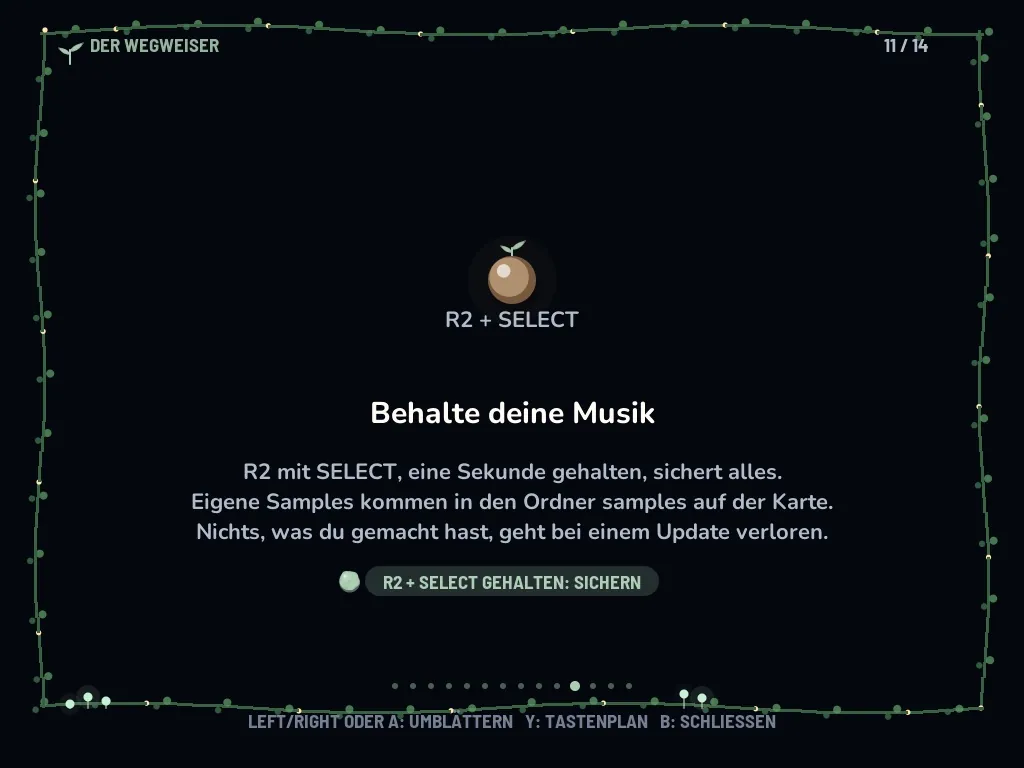 DER WEGWEISER
11 / 14
R2 + SELECT
Behalte deine Musik
R2 mit SELECT, eine Sekunde gehalten, sichert alles.
Eigene Samples kommen in den Ordner samples auf der Karte.
Nichts, was du gemacht hast, geht bei einem Update verloren.
R2 + SELECT GEHALTEN: SICHERN
LEFT/RIGHT ODER A: UMBLÄTTERN   Y: TASTENPLAN   B: SCHLIESSEN